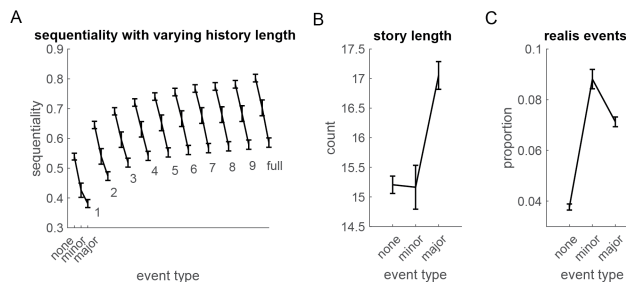 A
sequentiality with varying history length
0.9
0.8
0.7
0.6
0.5
0.4
0.3
sequentiality
1
2
3
4
5
6
7
8
9
full
none
minor
major
event type
B
story length
17.5
17
16.5
16
15.5
15
14.5
count
none
minor
major
event type
C
realis events
0.1
0.08
0.06
0.04
proportion
none
minor
major
event type